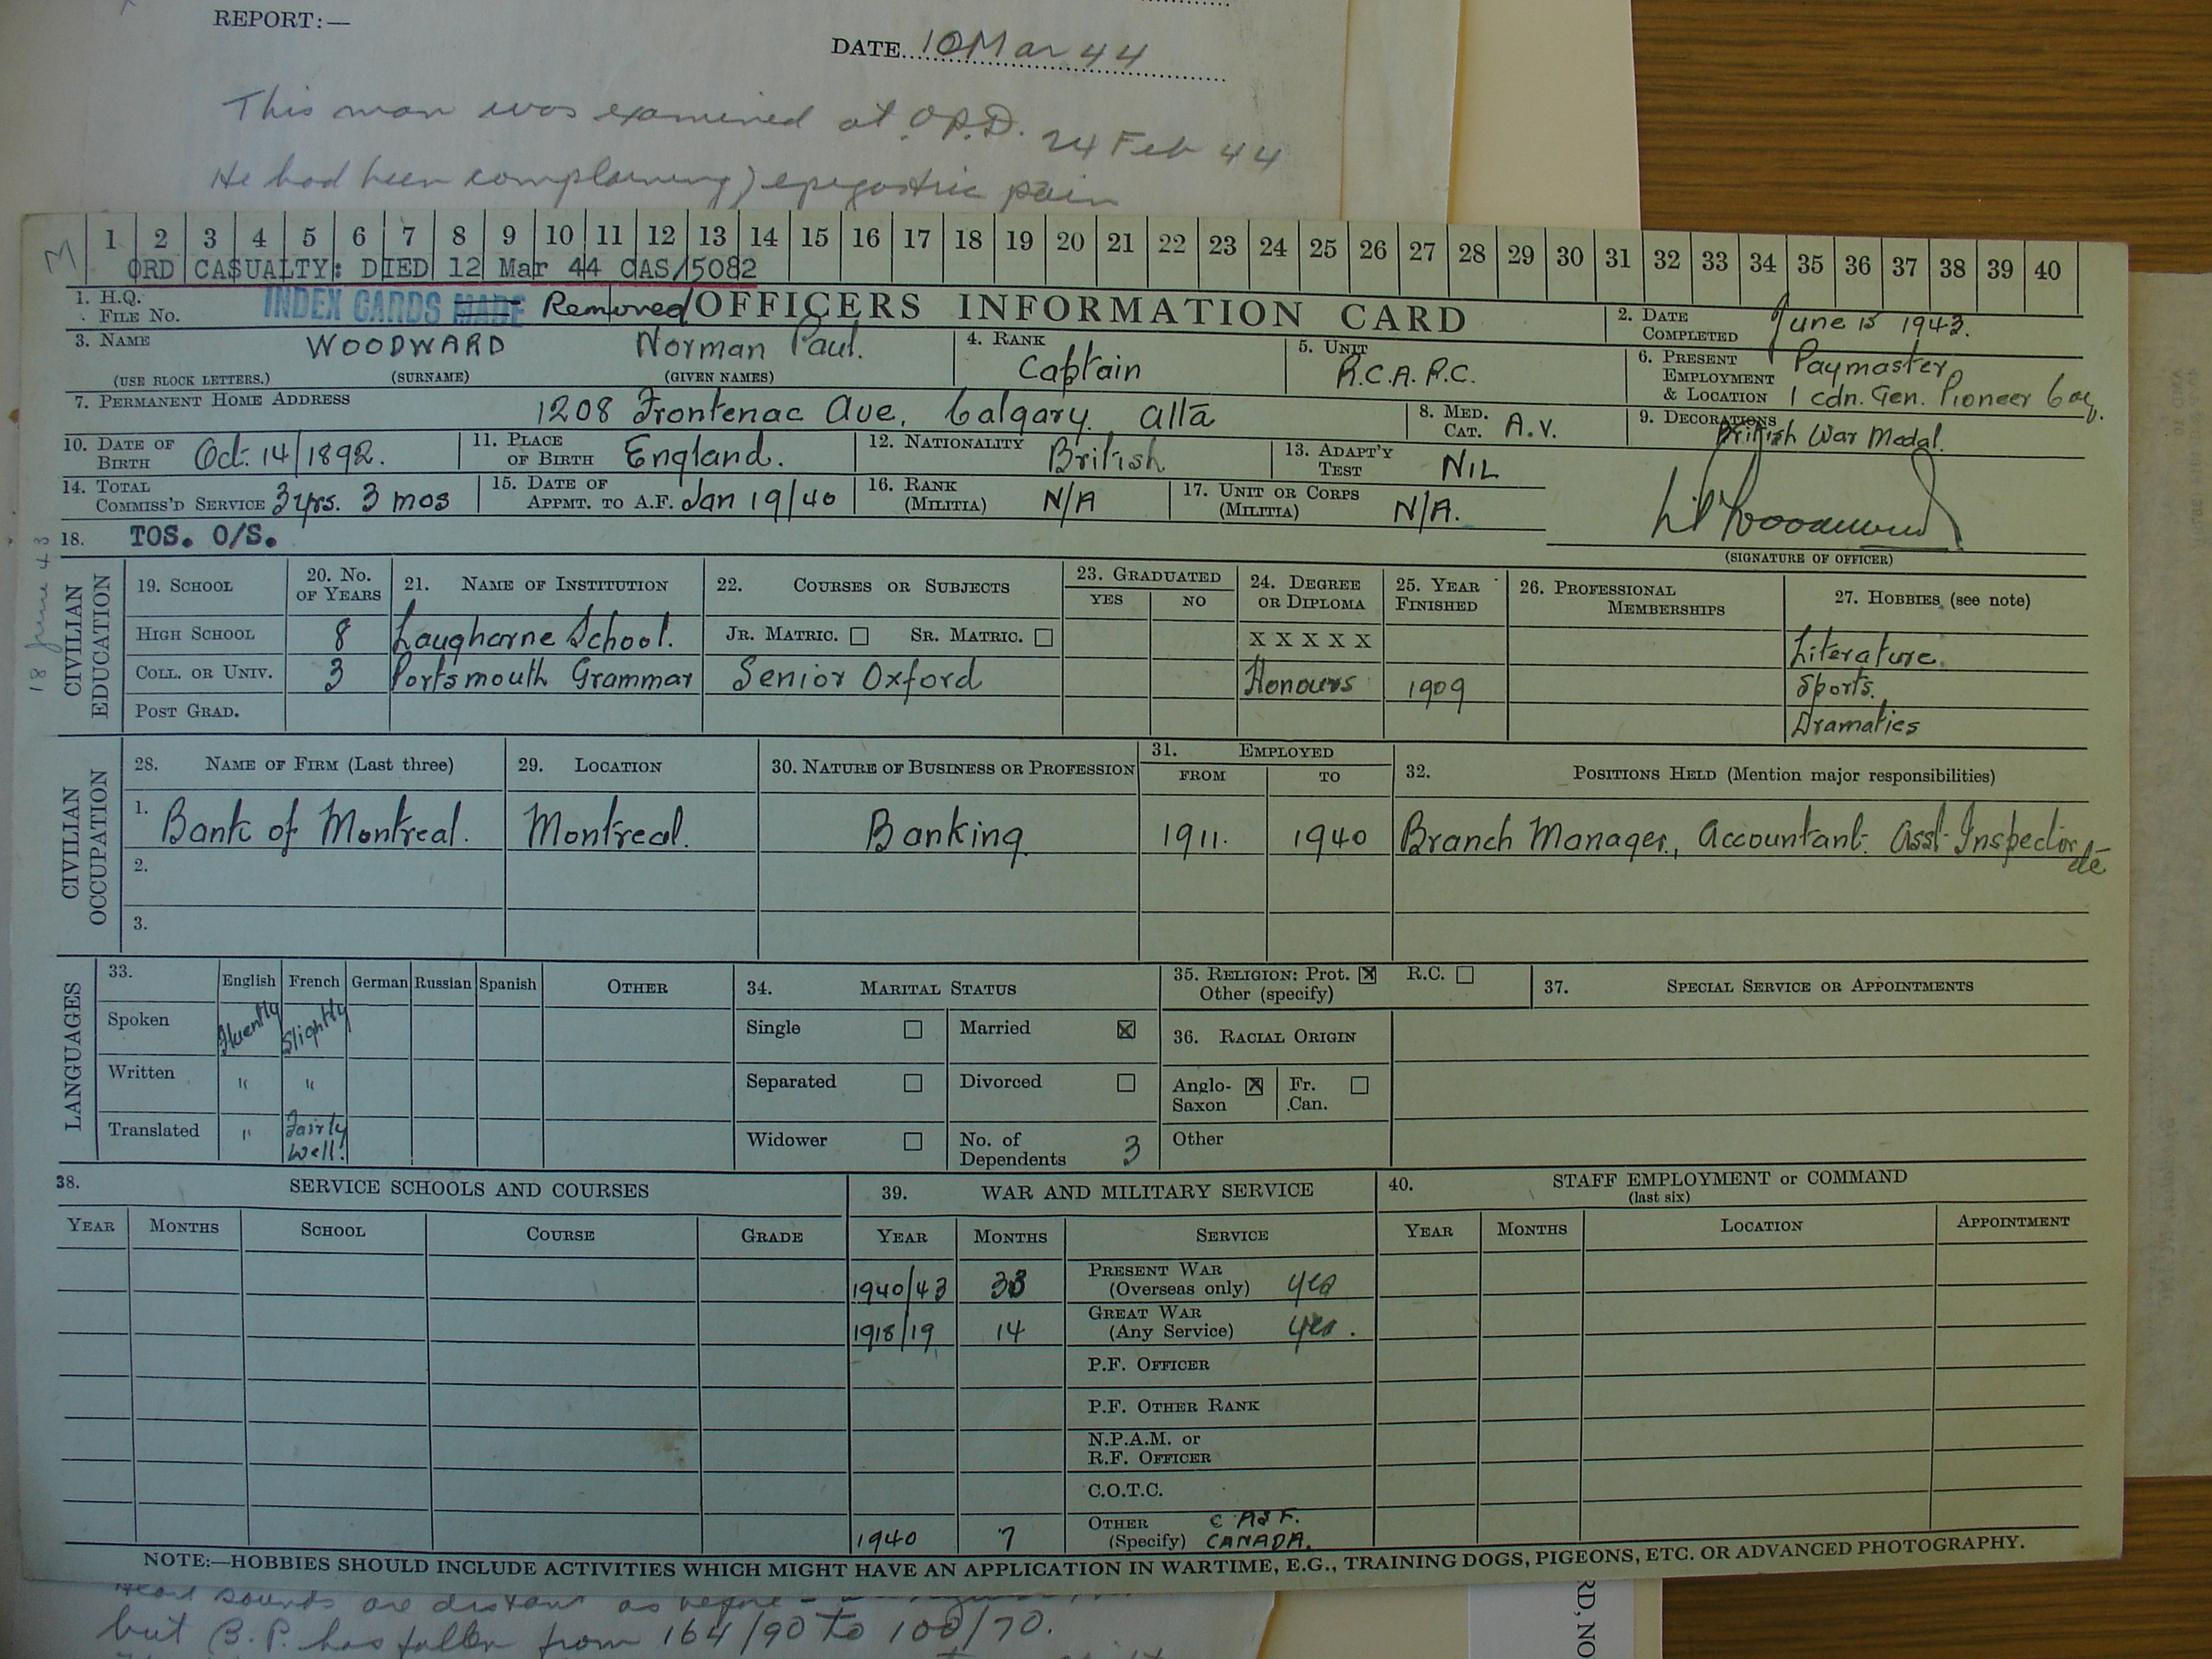 REPORT:—
DATE 10 Mar 44
This man was examined at O.P.D. 24 Feb 44
He had been complaining) epigastric pain
M 1 2 3 4 5 6 7 8 9 10 11 12 13 14 15 16 17 18 19 20 21 22 23 24 25 26 27 28 29 30 31 32 33 34 35 36 37 38 39 40
ORD CASUALTY: DIED 12 Mar 44 CAS/5082
1. H.Q. FILE No. INDEX CARDS MADE Removed OFFICERS INFORMATION CARD 2. DATE COMPLETED June 15 1943.
3. NAME WOODWARD Norman Paul. 4. RANK Captain 5. UNIT R.C.A.P.C. 6. PRESENT EMPLOYMENT & LOCATION Paymaster, 1 Cdn. Gen. Pioneer Coy.
(USE BLOCK LETTERS.) (SURNAME) (GIVEN NAMES)
7. PERMANENT HOME ADDRESS 1208 Frontenac Ave, Calgary. Alta 8. MED. CAT. A.V. 9. DECORATIONS British War Medal.
10. DATE OF BIRTH Oct. 14/1892. 11. PLACE OF BIRTH England. 12. NATIONALITY British 13. ADAPT'Y TEST NIL
14. TOTAL COMMISS'D SERVICE 3 yrs. 3 mos 15. DATE OF APPMT. TO A.F. Jan 19/40 16. RANK (MILITIA) N/A 17. UNIT OR CORPS (MILITIA) N/A.
18. TOS. O/S. (SIGNATURE OF OFFICER)
18 June 43
CIVILIAN EDUCATION
19. SCHOOL 20. No. OF YEARS 21. NAME OF INSTITUTION 22. COURSES OR SUBJECTS 23. GRADUATED YES NO 24. DEGREE OR DIPLOMA 25. YEAR FINISHED 26. PROFESSIONAL MEMBERSHIPS 27. HOBBIES (see note)
HIGH SCHOOL 8 Laugharne School. JR. MATRIC. SR. MATRIC. X X X X X Literature.
COLL. OR UNIV. 3 Portsmouth Grammar Senior Oxford Honours 1909 Sports.
POST GRAD. Dramatics
CIVILIAN OCCUPATION
28. NAME OF FIRM (Last three) 29. LOCATION 30. NATURE OF BUSINESS OR PROFESSION 31. EMPLOYED FROM TO 32. POSITIONS HELD (Mention major responsibilities)
1. Bank of Montreal. Montreal. Banking 1911. 1940 Branch Manager, Accountant. Asst Inspector etc
2.
3.
LANGUAGES
33. English French German Russian Spanish OTHER 34. MARITAL STATUS 35. RELIGION: Prot. R.C. Other (specify) 37. SPECIAL SERVICE OR APPOINTMENTS
Spoken Fluently Slightly Single Married 36. RACIAL ORIGIN
Written " " Separated Divorced Anglo-Saxon Fr. Can.
Translated " Fairly Well. Widower No. of Dependents 3 Other
38. SERVICE SCHOOLS AND COURSES 39. WAR AND MILITARY SERVICE 40. STAFF EMPLOYMENT or COMMAND (last six)
YEAR MONTHS SCHOOL COURSE GRADE YEAR MONTHS SERVICE YEAR MONTHS LOCATION APPOINTMENT
1940/43 33 PRESENT WAR (Overseas only) yes
1918/19 14 GREAT WAR (Any Service) yes.
P.F. OFFICER
P.F. OTHER RANK
N.P.A.M. or R.F. OFFICER
C.O.T.C.
1940 7 OTHER (Specify) C A S F. CANADA.
NOTE:—HOBBIES SHOULD INCLUDE ACTIVITIES WHICH MIGHT HAVE AN APPLICATION IN WARTIME, E.G., TRAINING DOGS, PIGEONS, ETC. OR ADVANCED PHOTOGRAPHY.
Heart sounds are distant as before
but B.P. has fallen from 164/90 to 100/70.
RD, NO